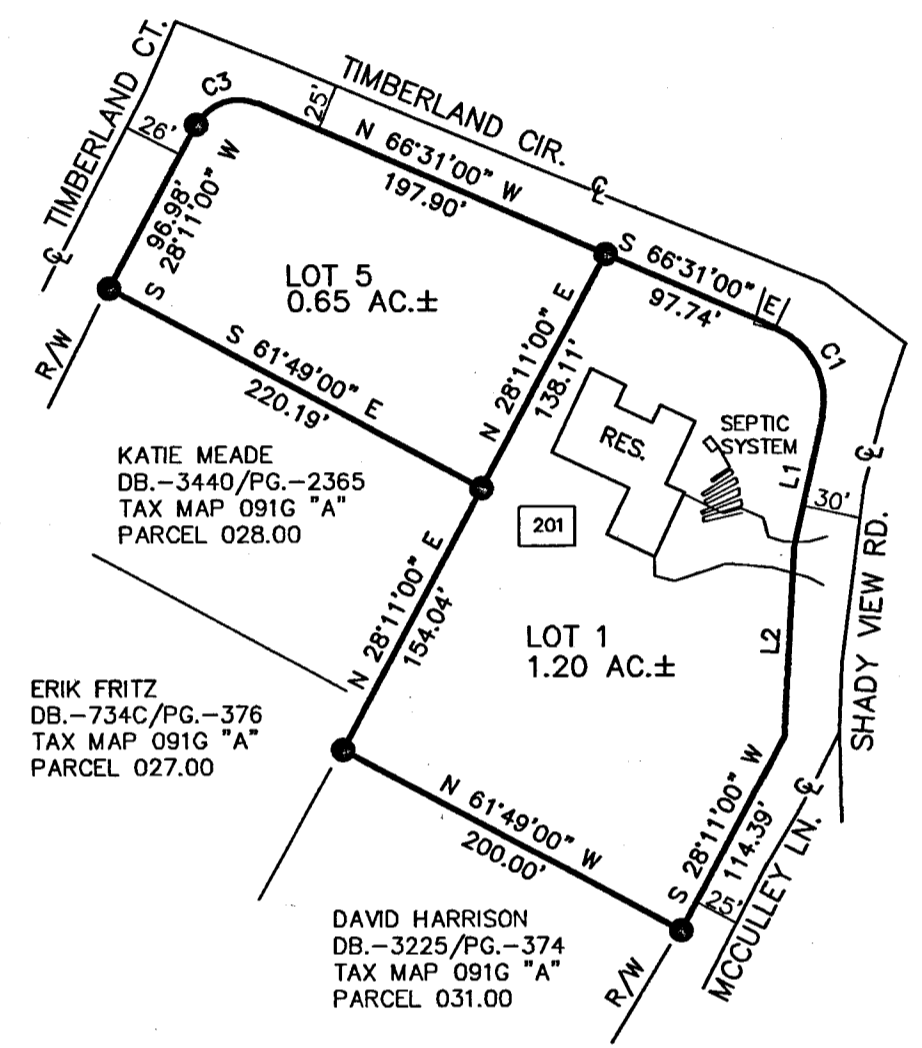 TIMBERLAND CT.
℄
C3
26'
25'
TIMBERLAND CIR.
℄
N 66°31'00" W
197.90'
96.98'
S 28°11'00" W
LOT 5
0.65 AC.±
S 66°31'00" E
97.74'
C1
R/W
S 61°49'00" E
220.19'
N 28°11'00" E
138.11'
RES.
SEPTIC
SYSTEM
L1
30'
℄
SHADY VIEW RD.
KATIE MEADE
DB.-3440/PG.-2365
TAX MAP 091G "A"
PARCEL 028.00
201
N 28°11'00" E
154.04'
LOT 1
1.20 AC.±
L2
ERIK FRITZ
DB.-734C/PG.-376
TAX MAP 091G "A"
PARCEL 027.00
N 61°49'00" W
200.00'
S 28°11'00" W
114.39'
25'
℄
MCCULLEY LN.
R/W
DAVID HARRISON
DB.-3225/PG.-374
TAX MAP 091G "A"
PARCEL 031.00